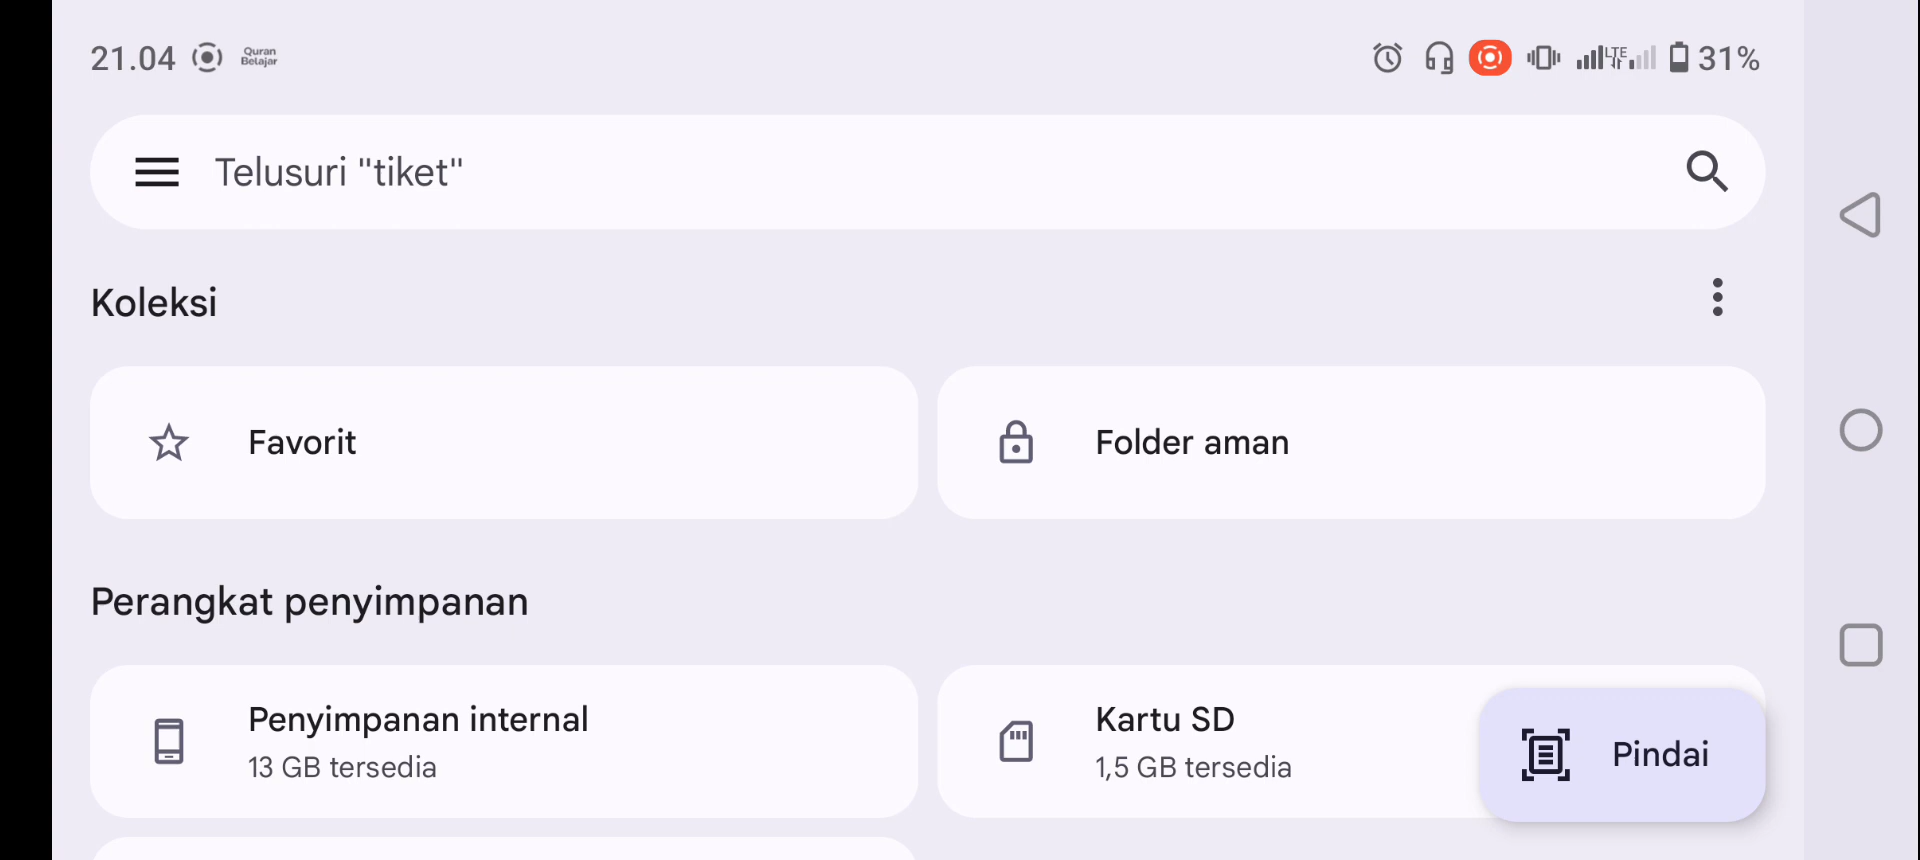 21.04 Quran Belajar LTE 31%
Telusuri "tiket"
Koleksi
Favorit
Folder aman
Perangkat penyimpanan
Penyimpanan internal
13 GB tersedia
Kartu SD
1,5 GB tersedia
Pindai